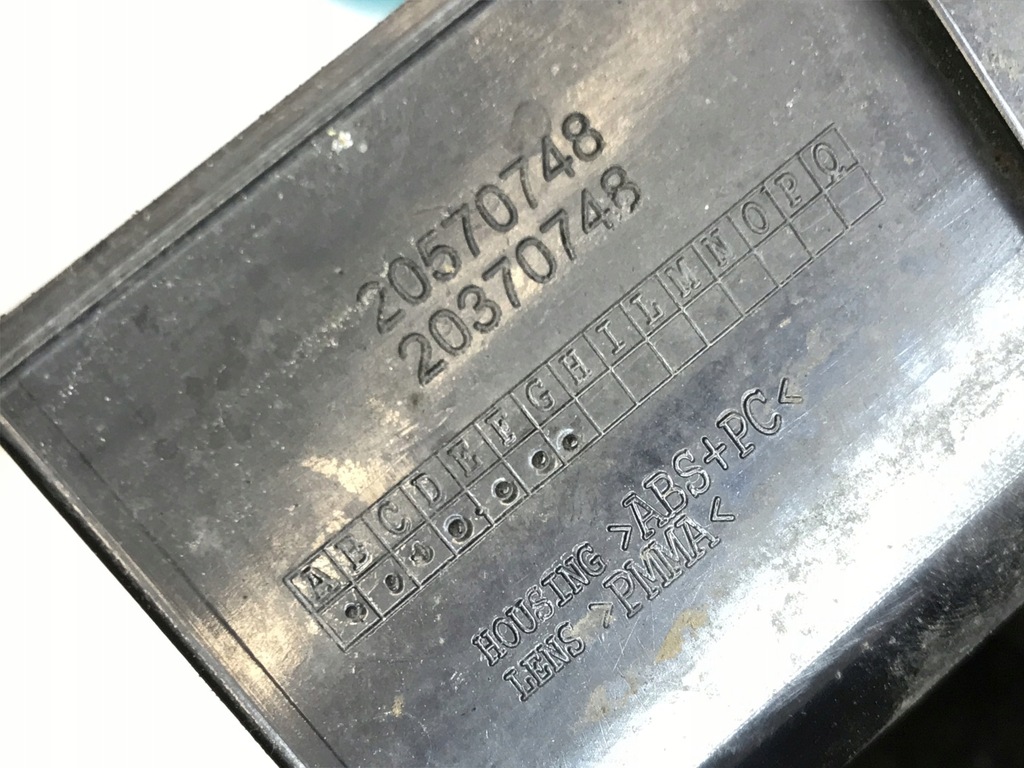 20570748
20370748
A B C D E F G H I L M N O P Q
HOUSING >ABS+PC<
LENS >PMMA<